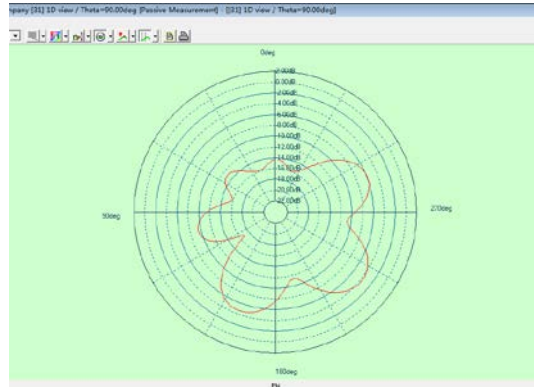 mpany [31] 1D view / Theta=90.00deg (Passive Measurement) - [[31] 1D view / Theta=90.00deg]
0deg
2.00dB
0.00dB
-2.00dB
-4.00dB
-6.00dB
-8.00dB
-10.00dB
-12.00dB
-14.00dB
-16.00dB
-18.00dB
-20.00dB
-22.00dB
90deg
270deg
180deg